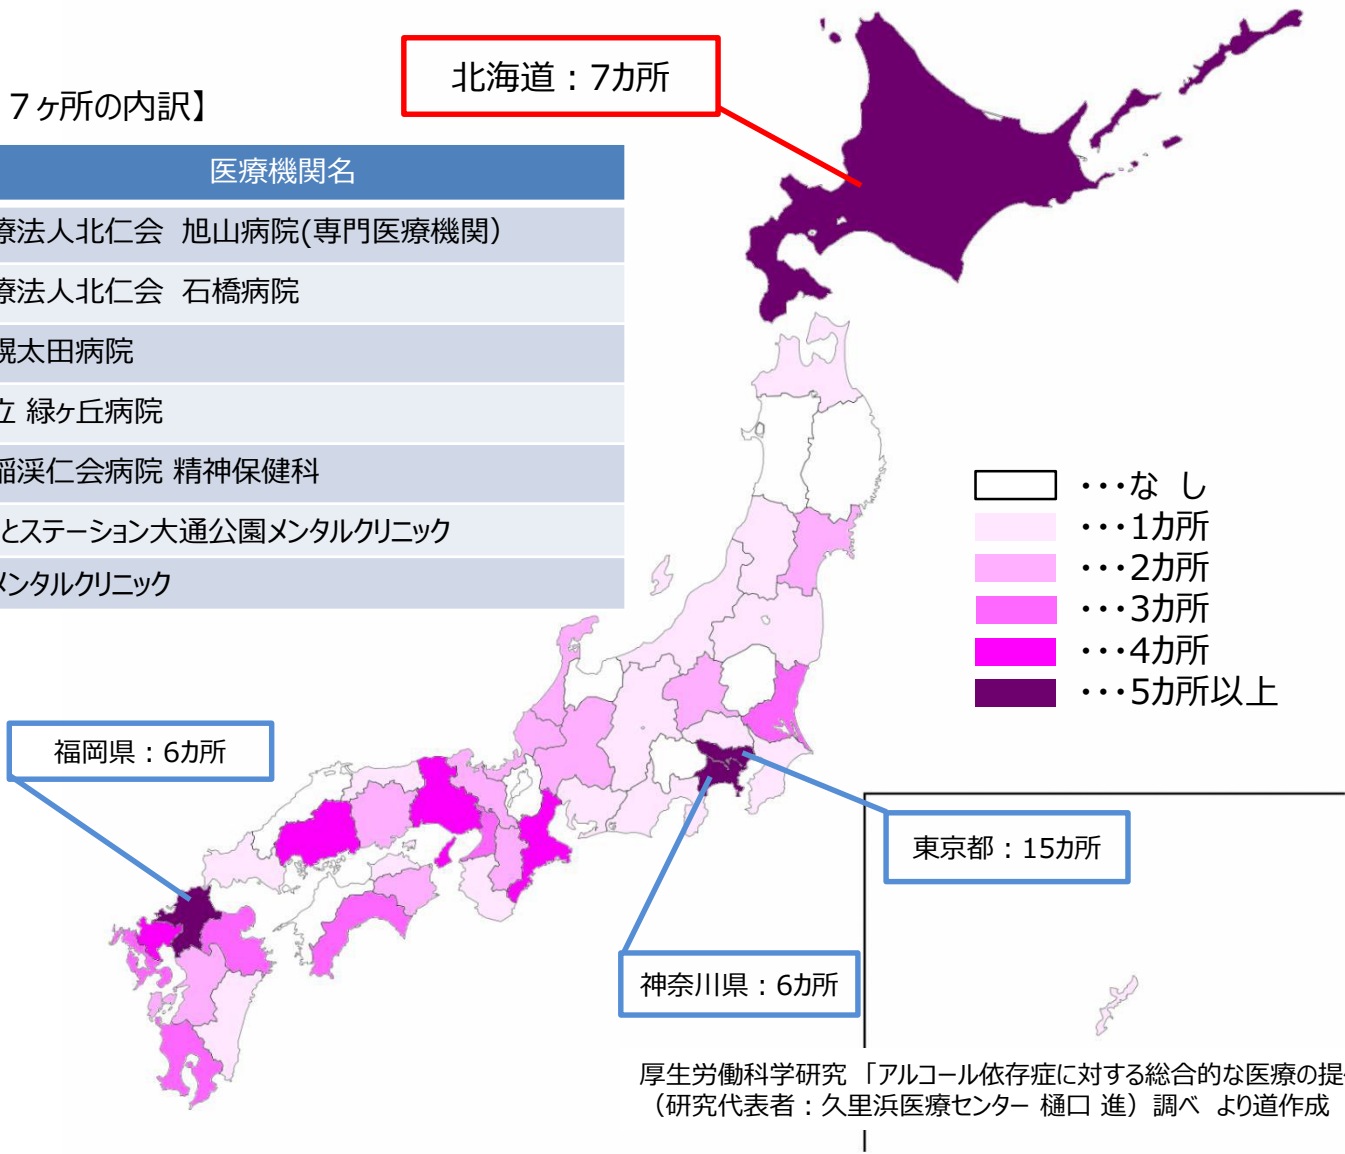 北海道：7カ所
7ヶ所の内訳】
医療機関名
療法人北仁会 旭山病院(専門医療機関）
療法人北仁会 石橋病院
幌太田病院
立 緑ヶ丘病院
稲渓仁会病院 精神保健科
とステーション大通公園メンタルクリニック
メンタルクリニック
・・・な し
・・・1カ所
・・・2カ所
・・・3カ所
・・・4カ所
・・・5カ所以上
福岡県：6カ所
東京都：15カ所
神奈川県：6カ所
厚生労働科学研究 「アルコール依存症に対する総合的な医療の提
（研究代表者：久里浜医療センター 樋口 進）調べ より道作成